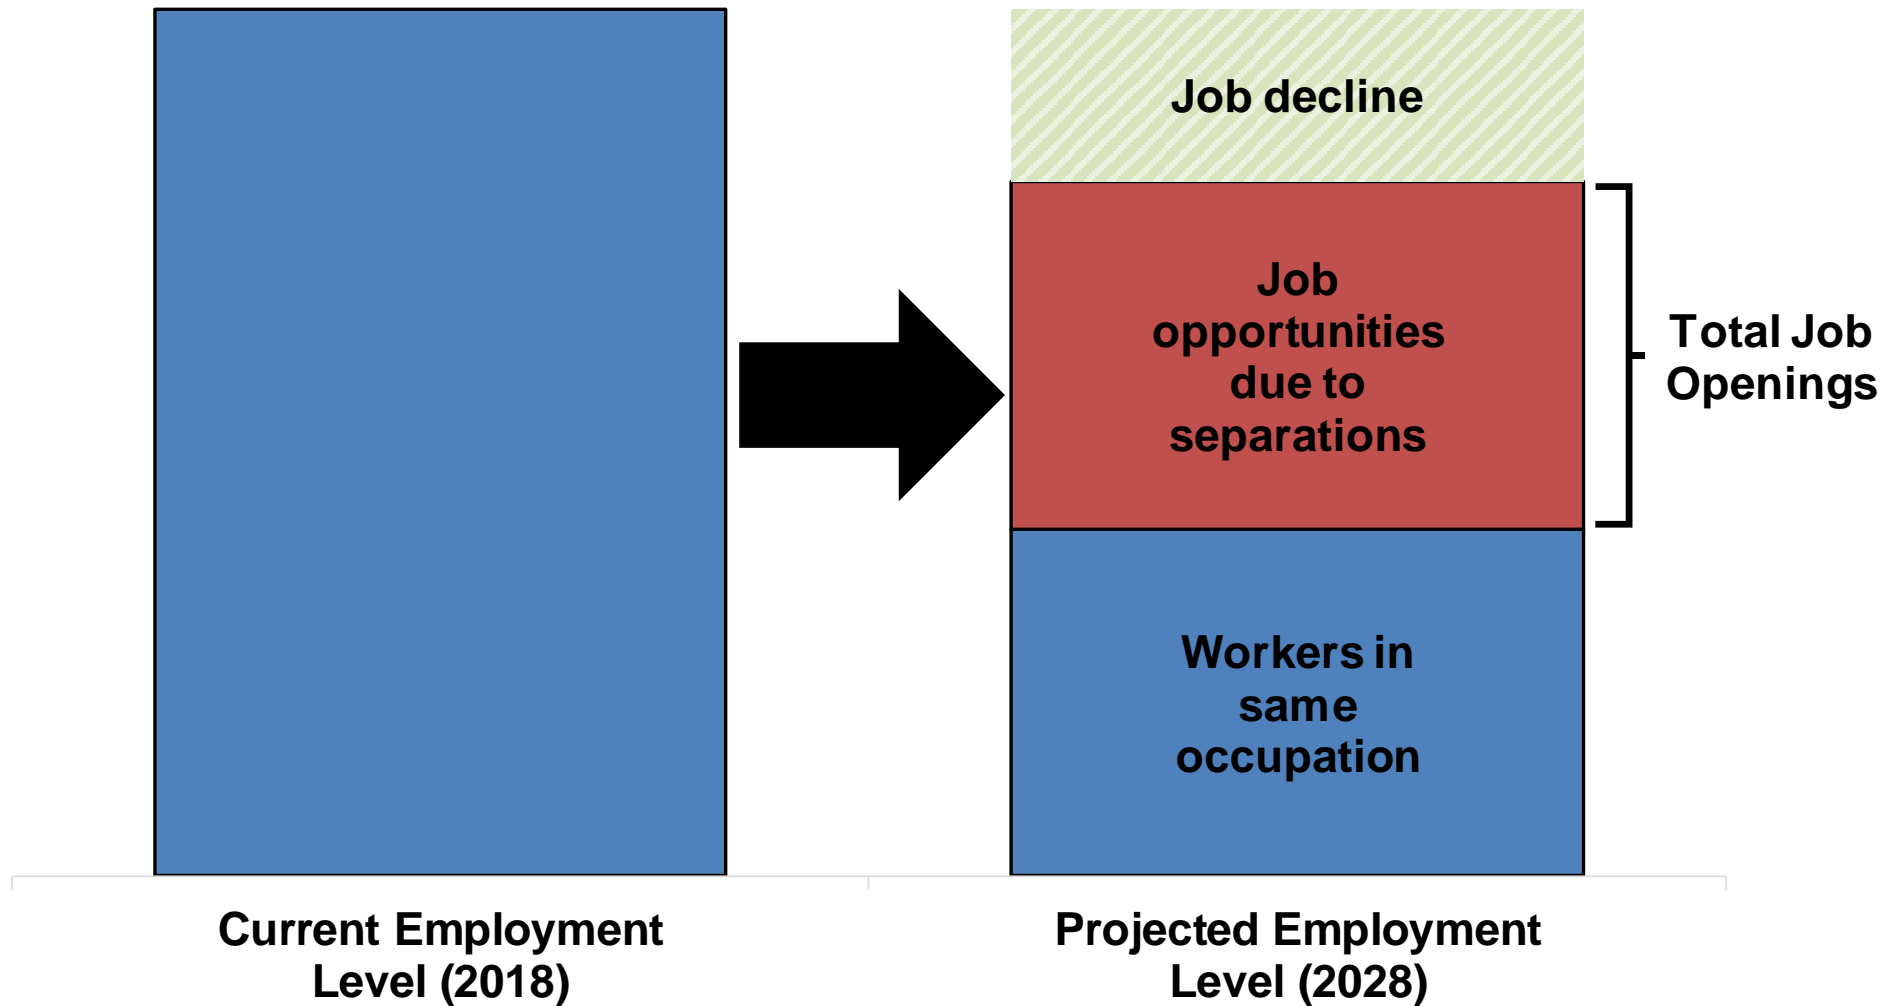 Job decline
Job
opportunities
due to
separations
Total Job
Openings
Workers in
same
occupation
Current Employment
Level (2018)
Projected Employment
Level (2028)